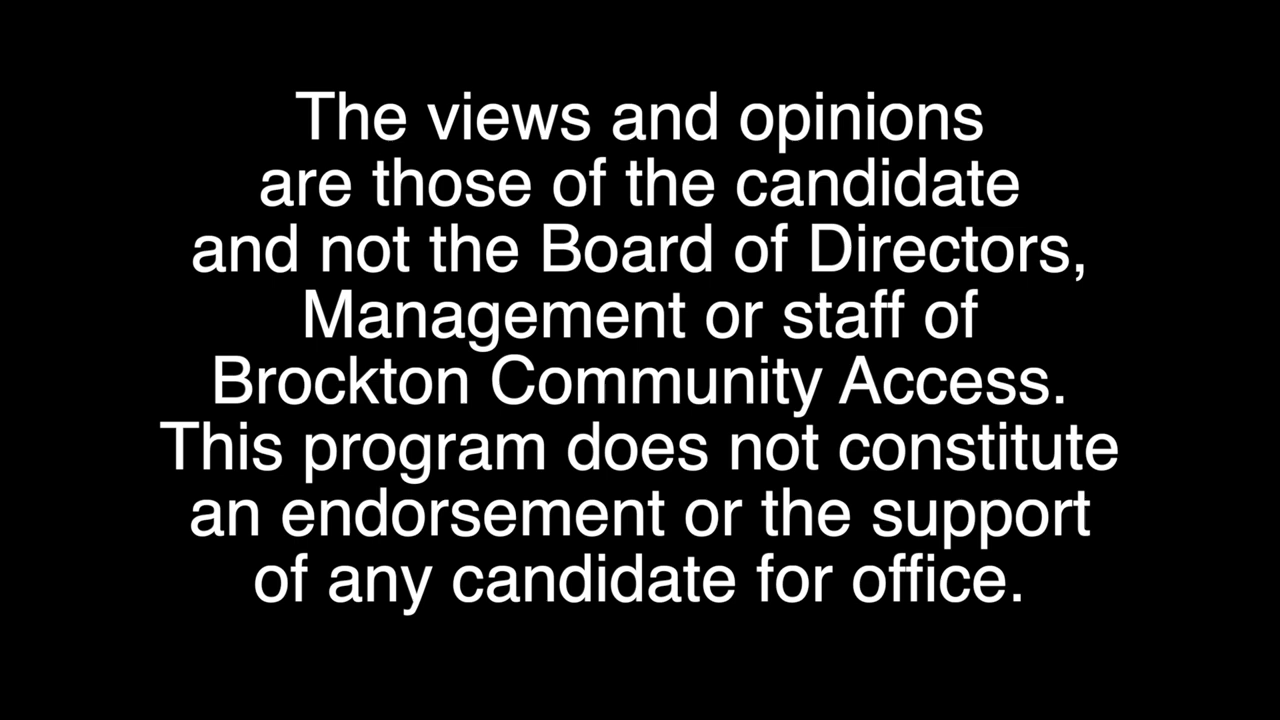 The views and opinions
are those of the candidate
and not the Board of Directors,
Management or staff of
Brockton Community Access.
This program does not constitute
an endorsement or the support
of any candidate for office.